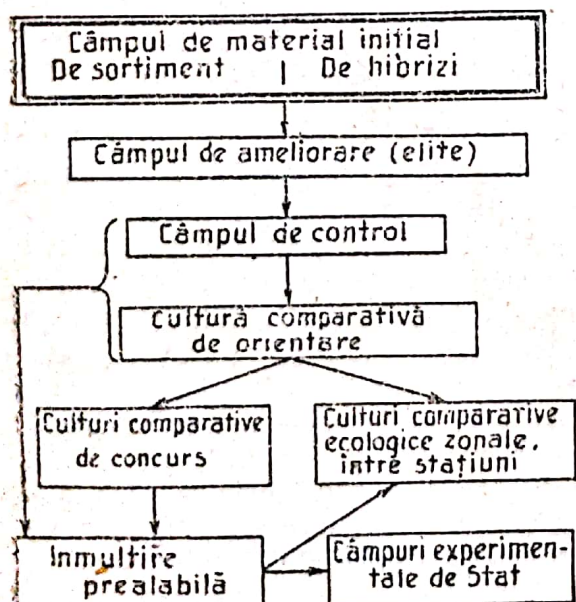 Câmpul de material inițial
De sortiment | De hibrizi
Câmpul de ameliorare (elite)
Câmpul de control
Cultură comparativă
de orientare
Culturi comparative
de concurs
Culturi comparative
ecologice zonale,
între stațiuni
Inmulțire
prealabilă
Câmpuri experimen-
tale de Stat